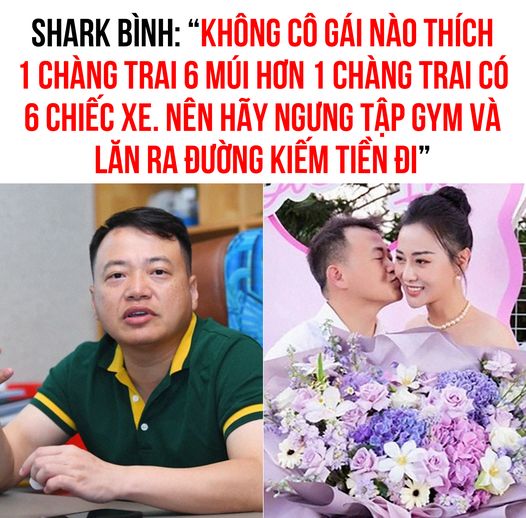 SHARK BÌNH: “KHÔNG CÔ GÁI NÀO THÍCH
1 CHÀNG TRAI 6 MÚI HƠN 1 CHÀNG TRAI CÓ
6 CHIẾC XE. NÊN HÃY NGƯNG TẬP GYM VÀ
LĂN RA ĐƯỜNG KIẾM TIỀN ĐI”